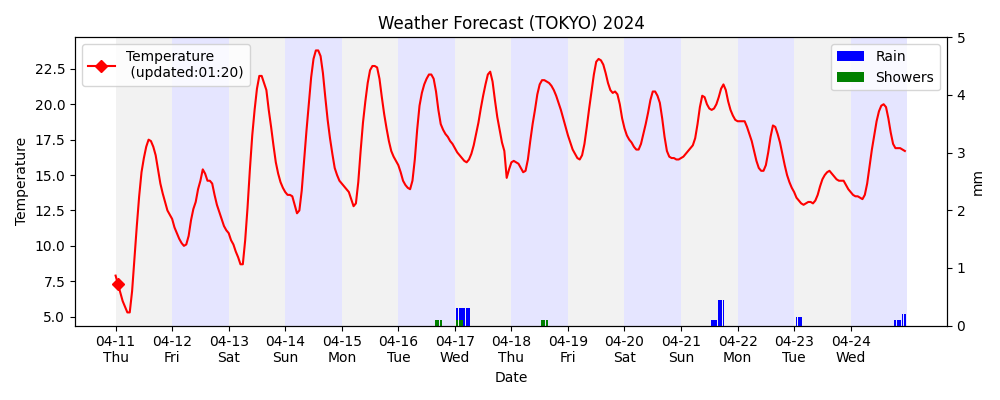 Weather Forecast (TOKYO) 2024
Temperature
(updated:01:20)
Rain
Showers
Temperature
22.5
20.0
17.5
15.0
12.5
10.0
7.5
5.0
mm
5
4
3
2
1
0
04-11 04-12 04-13 04-14 04-15 04-16 04-17 04-18 04-19 04-20 04-21 04-22 04-23 04-24
Thu Fri Sat Sun Mon Tue Wed Thu Fri Sat Sun Mon Tue Wed
Date